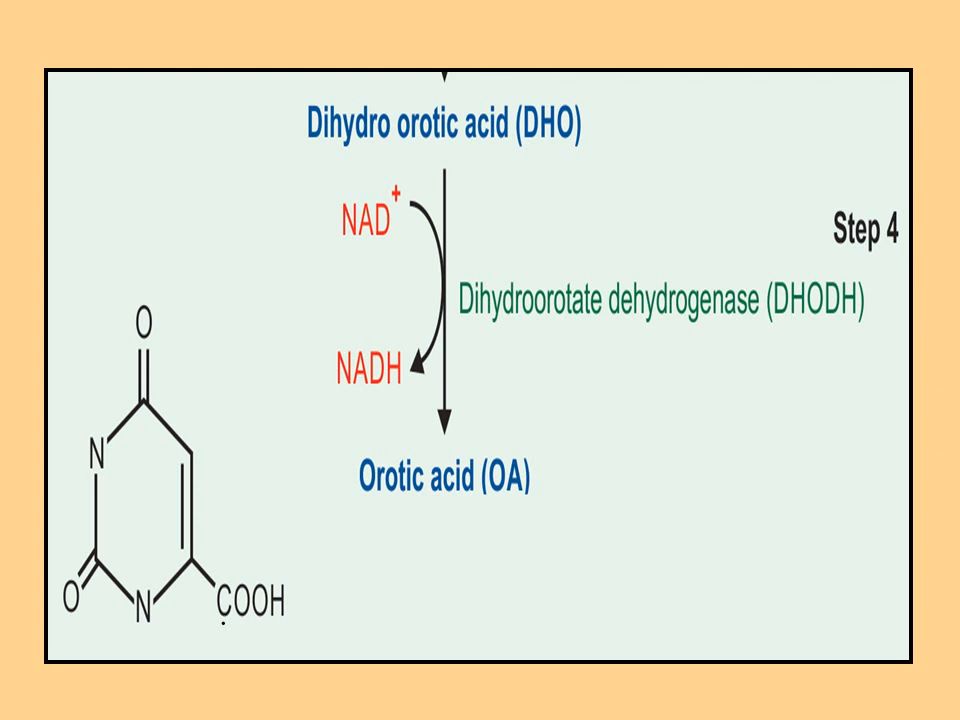 Dihydro orotic acid (DHO)
NAD+
Step 4
Dihydroorotate dehydrogenase (DHODH)
O
NADH
N
Orotic acid (OA)
O
N
COOH